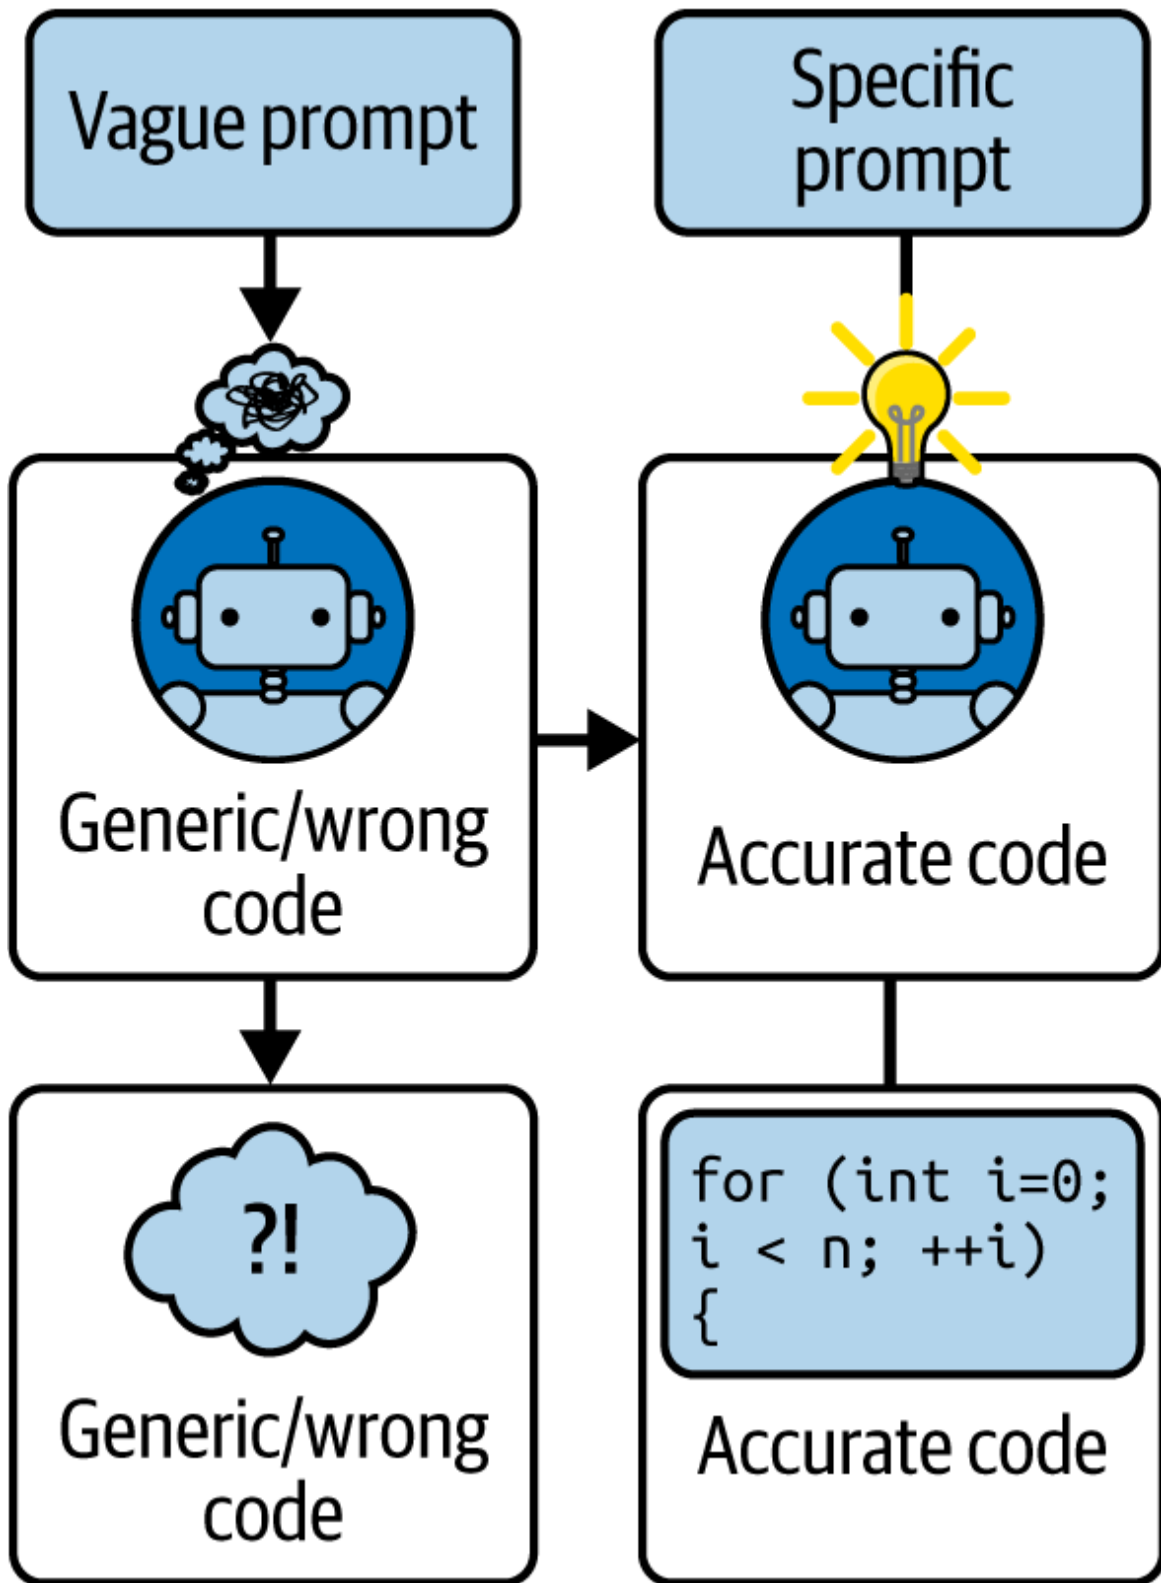 Vague prompt
Specific
prompt
Generic/wrong
code
Accurate code
?!
Generic/wrong
code
for (int i=0;
i < n; ++i)
{
Accurate code